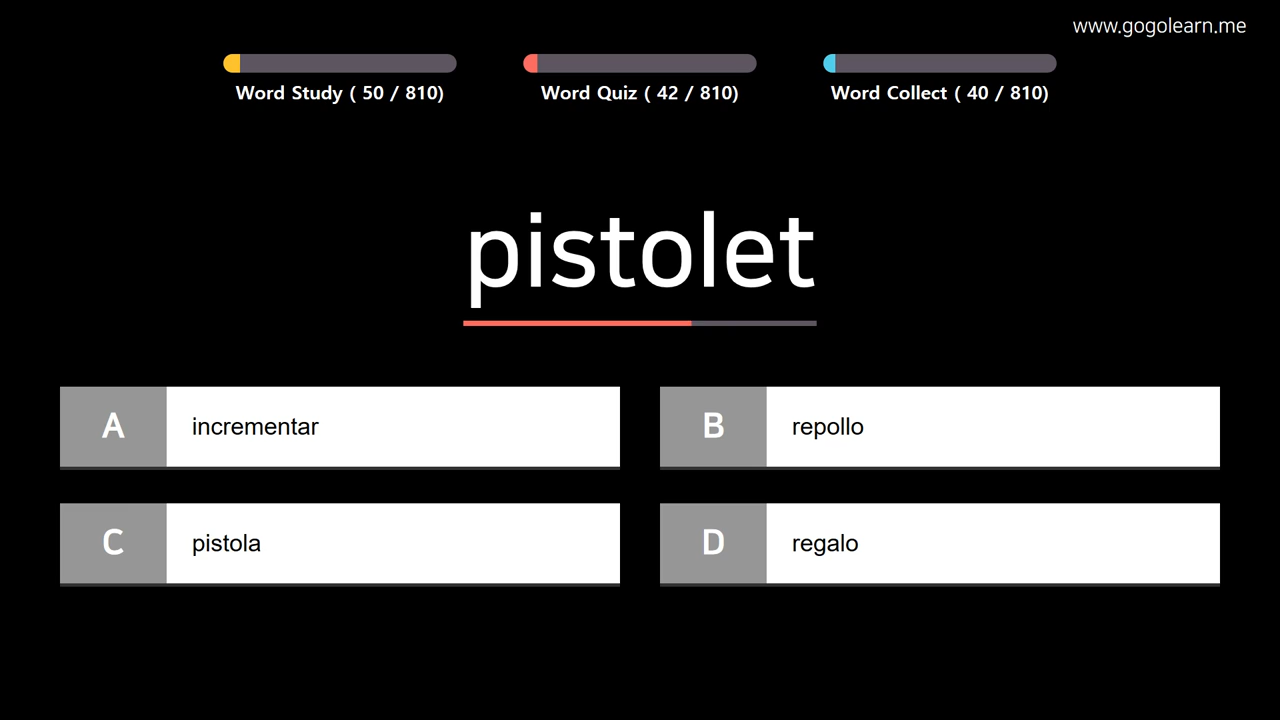 www.gogolearn.me
Word Study ( 50 / 810)
Word Quiz ( 42 / 810)
Word Collect ( 40 / 810)
pistolet
A incrementar
B repollo
C pistola
D regalo